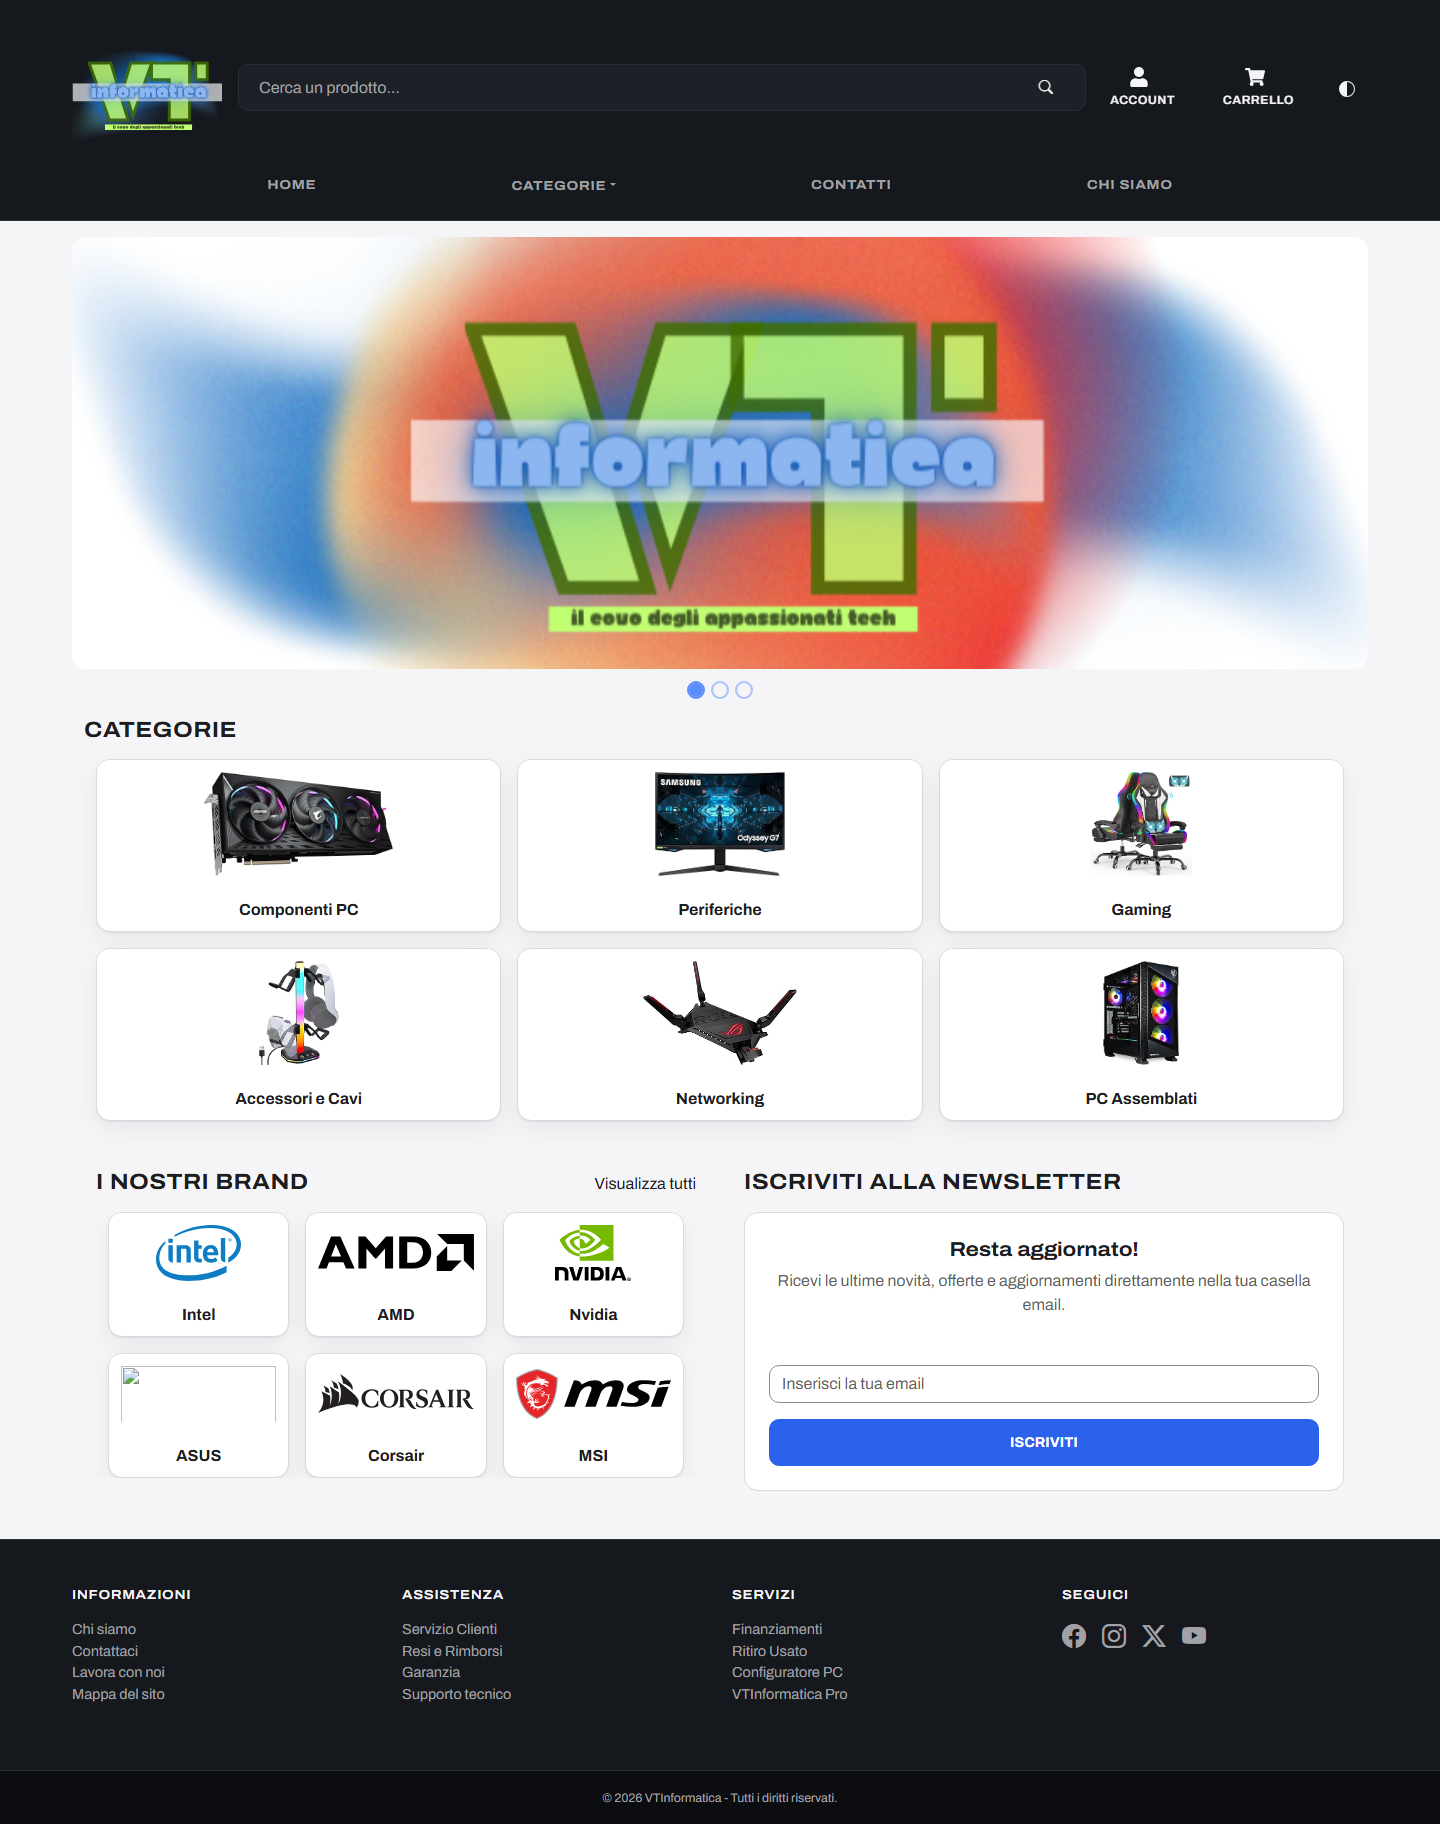 VTi
informatica
il covo degli appassionati tech
Cerca un prodotto...
ACCOUNT
CARRELLO
HOME
CATEGORIE
CONTATTI
CHI SIAMO
VTi
informatica
il covo degli appassionati tech
CATEGORIE
SAMSUNG
Odyssey G7
Componenti PC
Periferiche
Gaming
Accessori e Cavi
Networking
PC Assemblati
I NOSTRI BRAND
Visualizza tutti
intel
AMD
NVIDIA
Intel
AMD
Nvidia
CORSAIR
msi
ASUS
Corsair
MSI
ISCRIVITI ALLA NEWSLETTER
Resta aggiornato!
Ricevi le ultime novità, offerte e aggiornamenti direttamente nella tua casella
email.
Inserisci la tua email
ISCRIVITI
INFORMAZIONI
Chi siamo
Contattaci
Lavora con noi
Mappa del sito
ASSISTENZA
Servizio Clienti
Resi e Rimborsi
Garanzia
Supporto tecnico
SERVIZI
Finanziamenti
Ritiro Usato
Configuratore PC
VTInformatica Pro
SEGUICI
© 2026 VTInformatica - Tutti i diritti riservati.